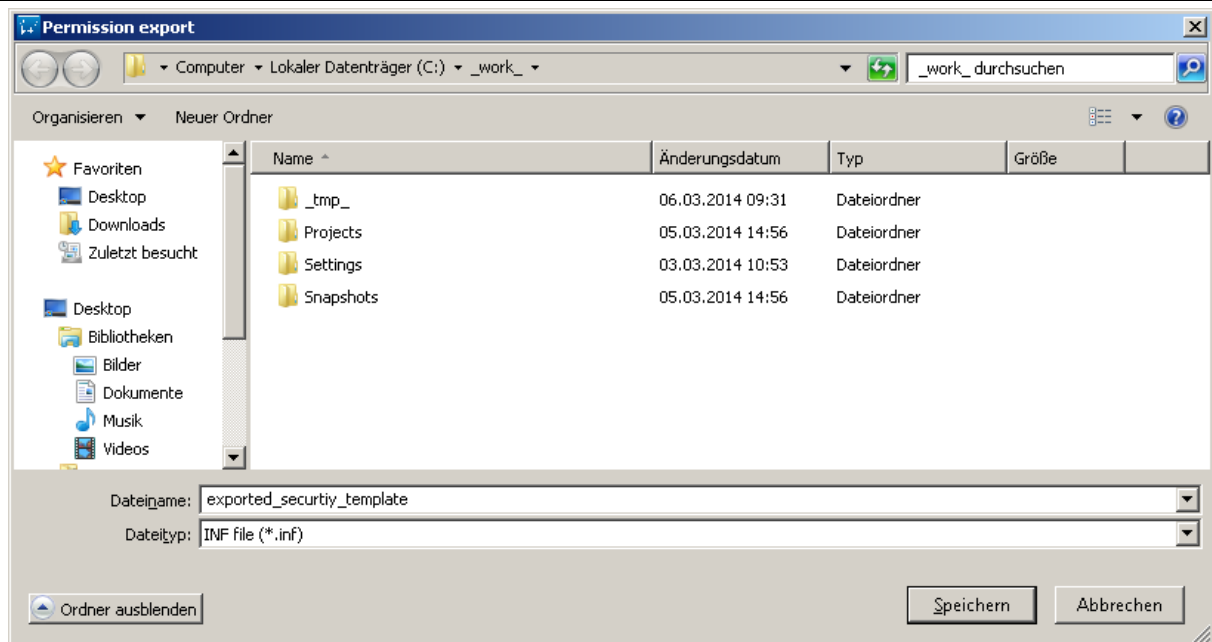 Permission export
Computer Lokaler Datenträger (C:) _work_
_work_ durchsuchen
Organisieren Neuer Ordner
Favoriten
Desktop
Downloads
Zuletzt besucht
Desktop
Bibliotheken
Bilder
Dokumente
Musik
Videos
Name Änderungsdatum Typ Größe
_tmp_ 06.03.2014 09:31 Dateiordner
Projects 05.03.2014 14:56 Dateiordner
Settings 03.03.2014 10:53 Dateiordner
Snapshots 05.03.2014 14:56 Dateiordner
Dateiname: exported_securtiy_template
Dateityp: INF file (*.inf)
Ordner ausblenden
Speichern
Abbrechen